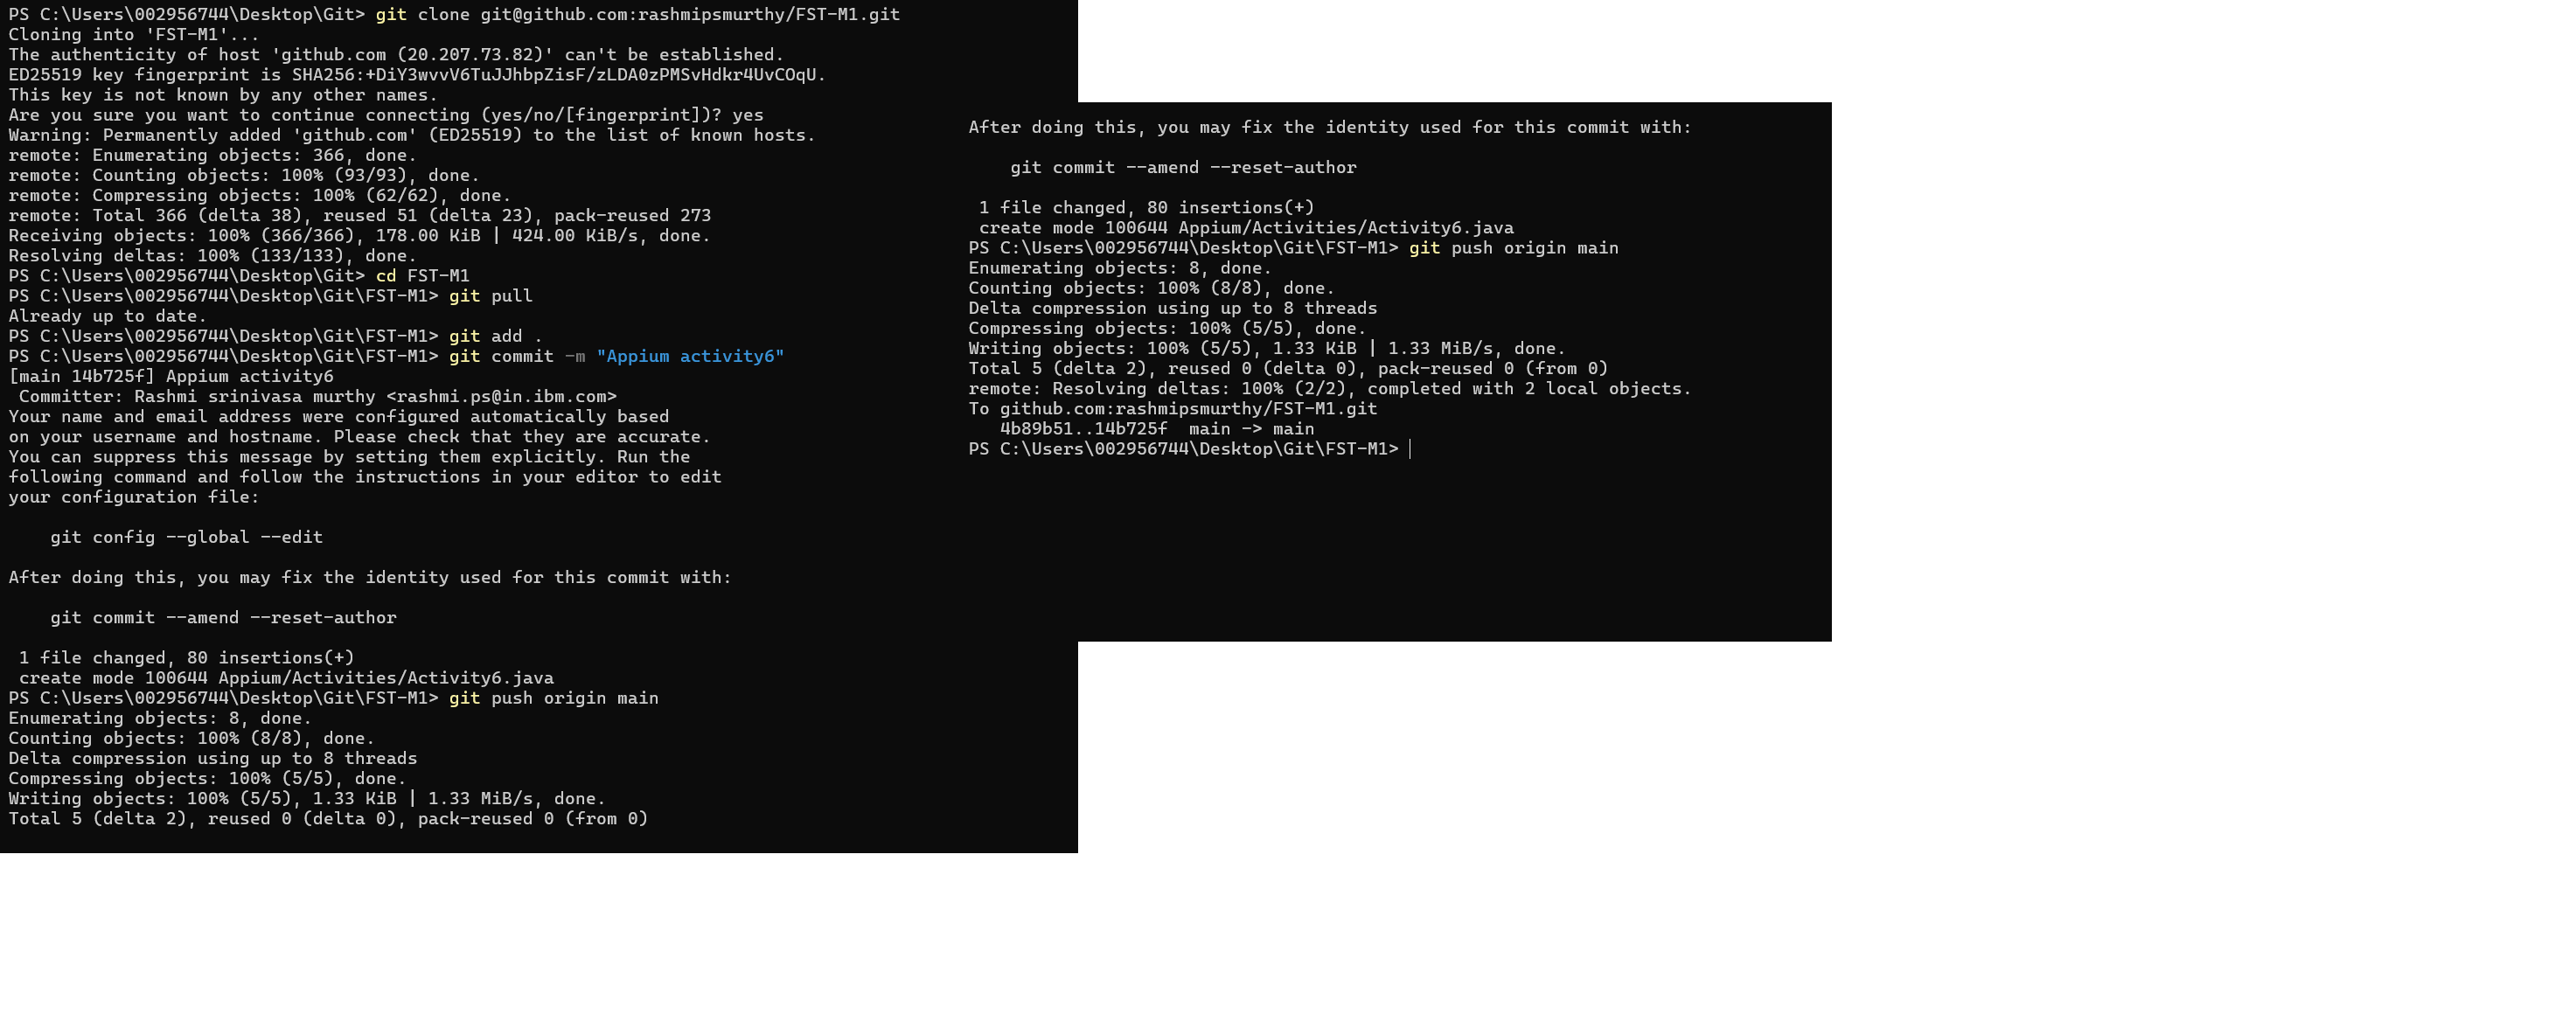 PS C:\Users\002956744\Desktop\Git> git clone git@github.com:rashmipsmurthy/FST-M1.git
Cloning into 'FST-M1'...
The authenticity of host 'github.com (20.207.73.82)' can't be established.
ED25519 key fingerprint is SHA256:+DiY3wvvV6TuJJhbpZisF/zLDA0zPMSvHdkr4UvCOqU.
This key is not known by any other names.
Are you sure you want to continue connecting (yes/no/[fingerprint])? yes
Warning: Permanently added 'github.com' (ED25519) to the list of known hosts.
remote: Enumerating objects: 366, done.
remote: Counting objects: 100% (93/93), done.
remote: Compressing objects: 100% (62/62), done.
remote: Total 366 (delta 38), reused 51 (delta 23), pack-reused 273
Receiving objects: 100% (366/366), 178.00 KiB | 424.00 KiB/s, done.
Resolving deltas: 100% (133/133), done.
PS C:\Users\002956744\Desktop\Git> cd FST-M1
PS C:\Users\002956744\Desktop\Git\FST-M1> git pull
Already up to date.
PS C:\Users\002956744\Desktop\Git\FST-M1> git add .
PS C:\Users\002956744\Desktop\Git\FST-M1> git commit -m "Appium activity6"
[main 14b725f] Appium activity6
 Committer: Rashmi srinivasa murthy <rashmi.ps@in.ibm.com>
Your name and email address were configured automatically based
on your username and hostname. Please check that they are accurate.
You can suppress this message by setting them explicitly. Run the
following command and follow the instructions in your editor to edit
your configuration file:
    git config --global --edit
After doing this, you may fix the identity used for this commit with:
    git commit --amend --reset-author
 1 file changed, 80 insertions(+)
 create mode 100644 Appium/Activities/Activity6.java
PS C:\Users\002956744\Desktop\Git\FST-M1> git push origin main
Enumerating objects: 8, done.
Counting objects: 100% (8/8), done.
Delta compression using up to 8 threads
Compressing objects: 100% (5/5), done.
Writing objects: 100% (5/5), 1.33 KiB | 1.33 MiB/s, done.
Total 5 (delta 2), reused 0 (delta 0), pack-reused 0 (from 0)
After doing this, you may fix the identity used for this commit with:
    git commit --amend --reset-author
 1 file changed, 80 insertions(+)
 create mode 100644 Appium/Activities/Activity6.java
PS C:\Users\002956744\Desktop\Git\FST-M1> git push origin main
Enumerating objects: 8, done.
Counting objects: 100% (8/8), done.
Delta compression using up to 8 threads
Compressing objects: 100% (5/5), done.
Writing objects: 100% (5/5), 1.33 KiB | 1.33 MiB/s, done.
Total 5 (delta 2), reused 0 (delta 0), pack-reused 0 (from 0)
remote: Resolving deltas: 100% (2/2), completed with 2 local objects.
To github.com:rashmipsmurthy/FST-M1.git
   4b89b51..14b725f  main -> main
PS C:\Users\002956744\Desktop\Git\FST-M1>